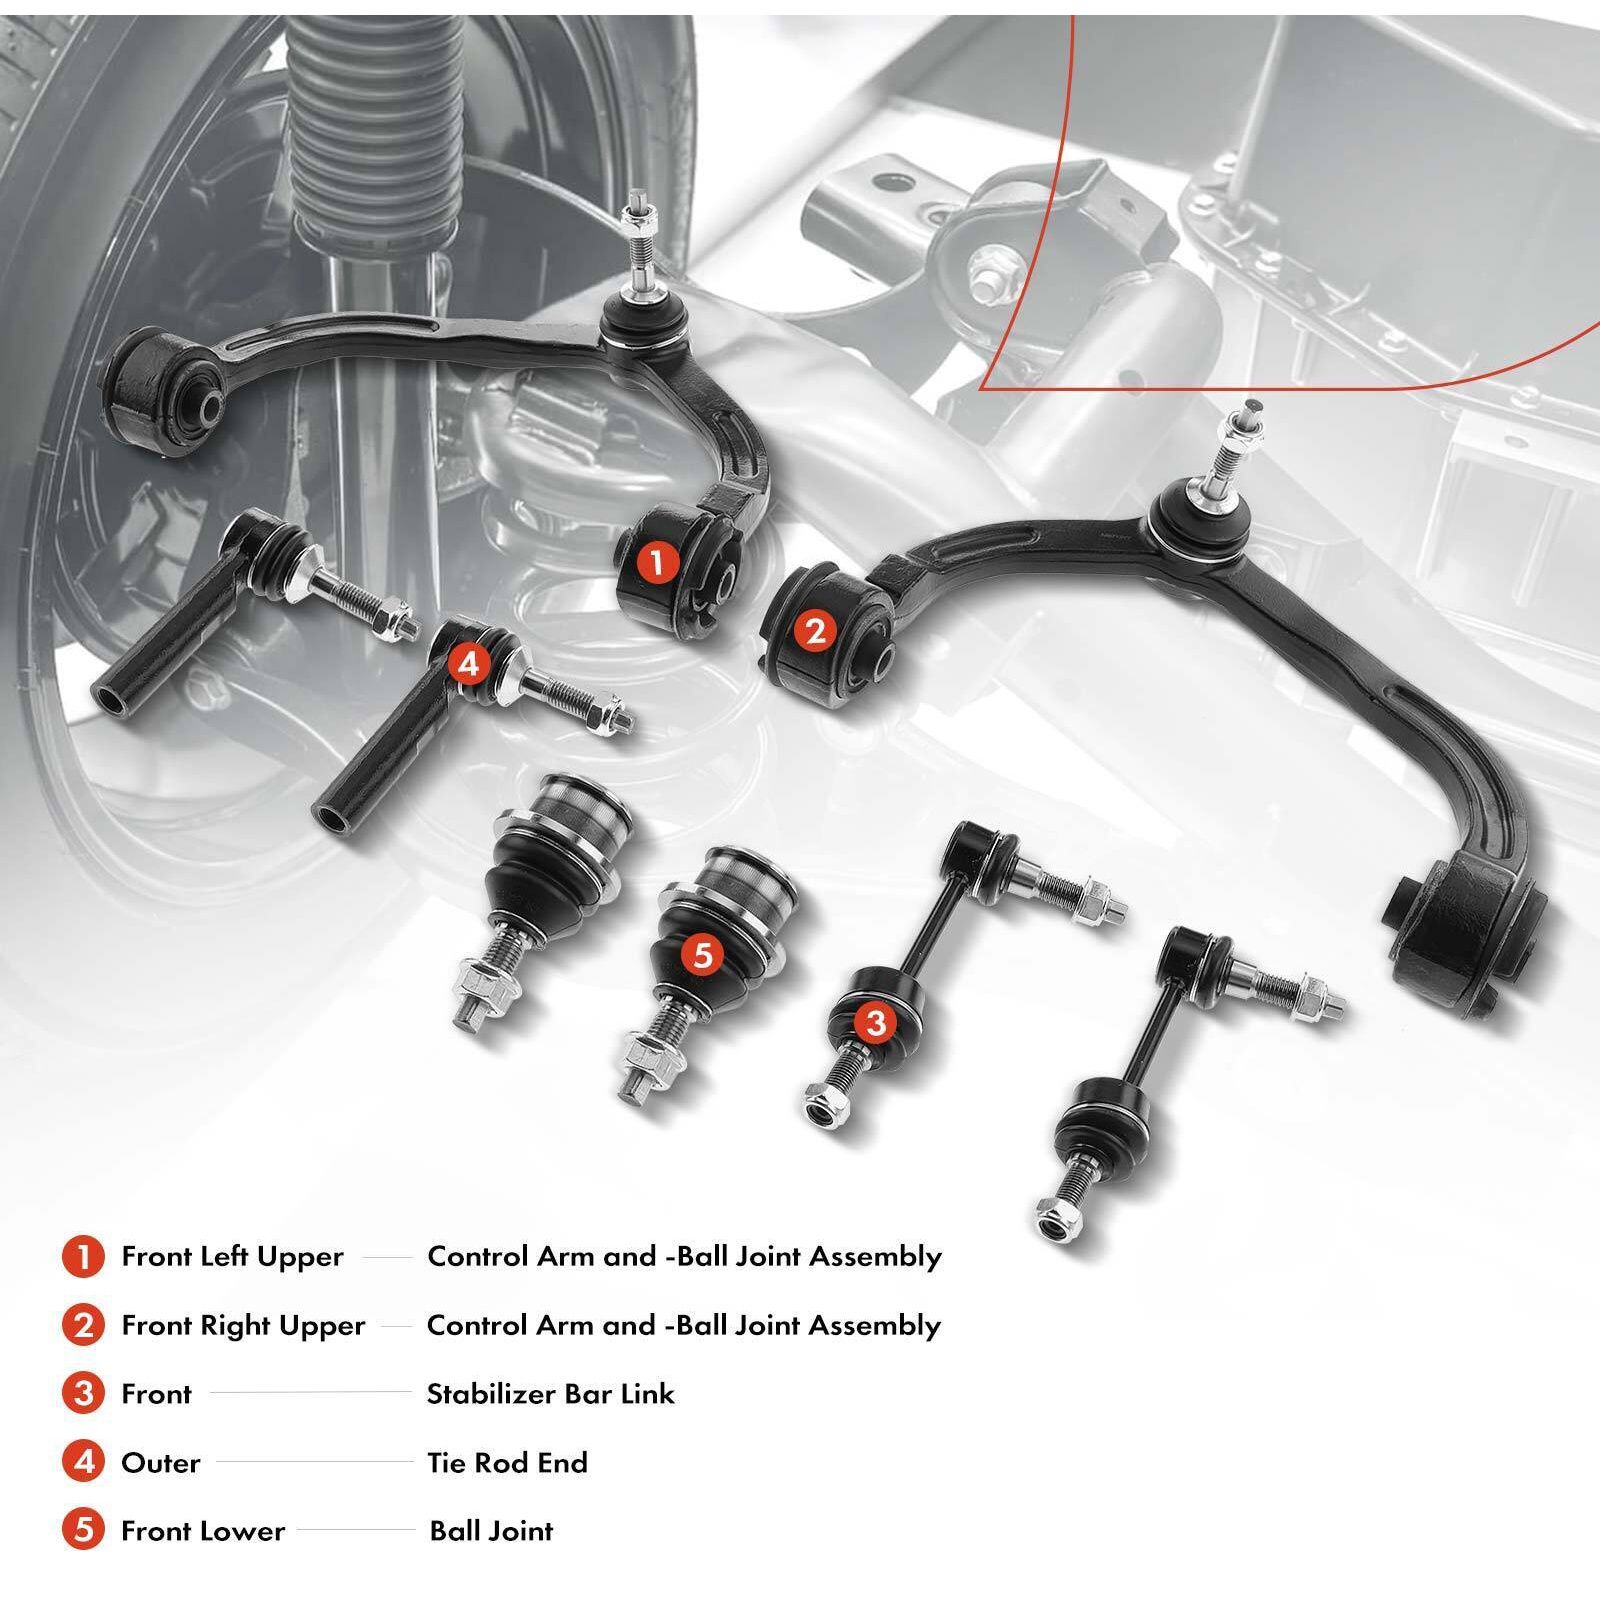 1
2
4
5
3
1 Front Left Upper Control Arm and -Ball Joint Assembly
2 Front Right Upper Control Arm and -Ball Joint Assembly
3 Front Stabilizer Bar Link
4 Outer Tie Rod End
5 Front Lower Ball Joint